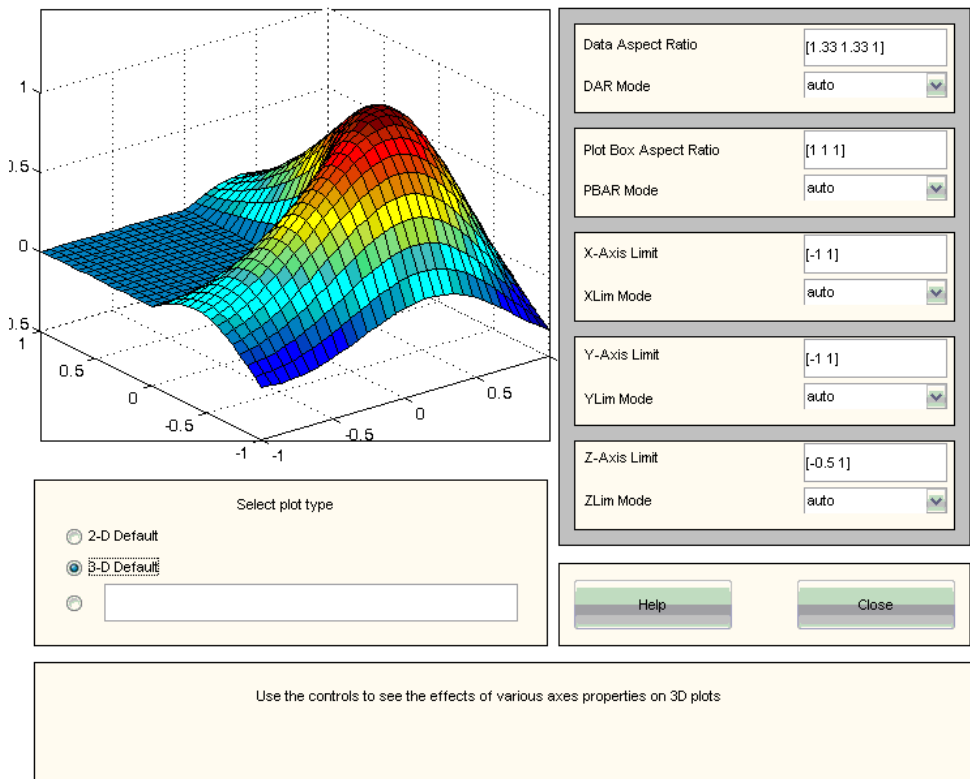 1
0.5
0
0.5
1
0.5
0
-0.5
-1
-1
-0.5
0
0.5
Data Aspect Ratio
[1.33 1.33 1]
DAR Mode
auto
Plot Box Aspect Ratio
[1 1 1]
PBAR Mode
auto
X-Axis Limit
[-1 1]
XLim Mode
auto
Y-Axis Limit
[-1 1]
YLim Mode
auto
Z-Axis Limit
[-0.5 1]
ZLim Mode
auto
Select plot type
2-D Default
3-D Default
Help
Close
Use the controls to see the effects of various axes properties on 3D plots